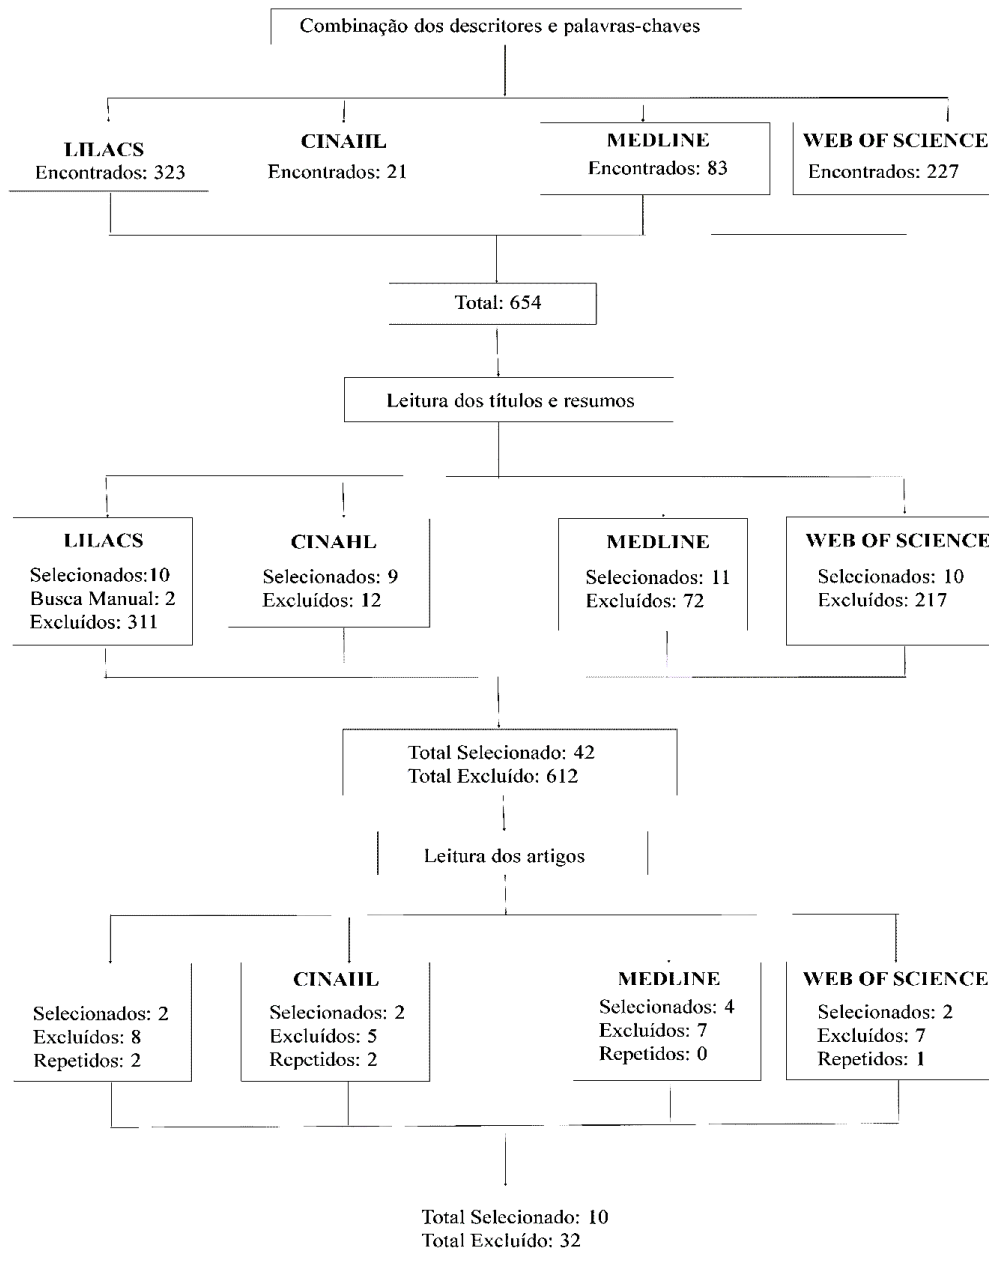 Combinação dos descritores e palavras-chaves
LILACS
Encontrados: 323
CINAHL
Encontrados: 21
MEDLINE
Encontrados: 83
WEB OF SCIENCE
Encontrados: 227
Total: 654
Leitura dos títulos e resumos
LILACS
Selecionados:10
Busca Manual: 2
Excluídos: 311
CINAHL
Selecionados: 9
Excluídos: 12
MEDLINE
Selecionados: 11
Excluídos: 72
WEB OF SCIENCE
Selecionados: 10
Excluídos: 217
Total Selecionado: 42
Total Excluído: 612
Leitura dos artigos
Selecionados: 2
Excluídos: 8
Repetidos: 2
CINAHL
Selecionados: 2
Excluídos: 5
Repetidos: 2
MEDLINE
Selecionados: 4
Excluídos: 7
Repetidos: 0
WEB OF SCIENCE
Selecionados: 2
Excluídos: 7
Repetidos: 1
Total Selecionado: 10
Total Excluído: 32